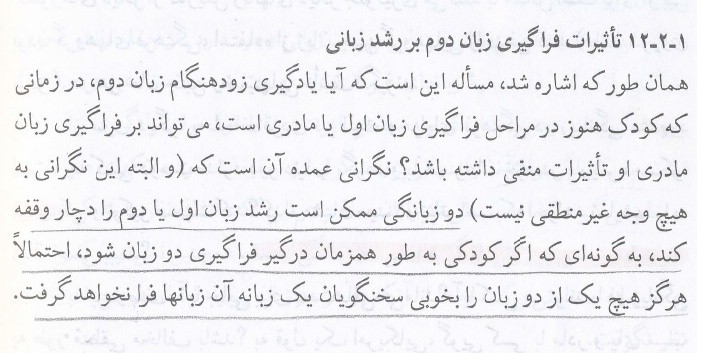 ۱ـ۲ـ۱۲ تأثیرات فراگیری زبان دوم بر رشد زبانی
همان طور که اشاره شد، مسأله این است که آیا یادگیری زودهنگام زبان دوم، در زمانی
که کودک هنوز در مراحل فراگیری زبان اول یا مادری است، می تواند بر فراگیری زبان
مادری او تأثیرات منفی داشته باشد؟ نگرانی عمده آن است که (و البته این نگرانی به
هیچ وجه غیرمنطقی نیست) دو زبانگی ممکن است رشد زبان اول یا دوم را دچار وقفه
کند، به گونه‌ای که اگر کودکی به طور همزمان درگیر فراگیری دو زبان شود، احتمالاً
هرگز هیچ یک از دو زبان را بخوبی سخنگویان یک زبانه آن زبانها فرا نخواهد گرفت.